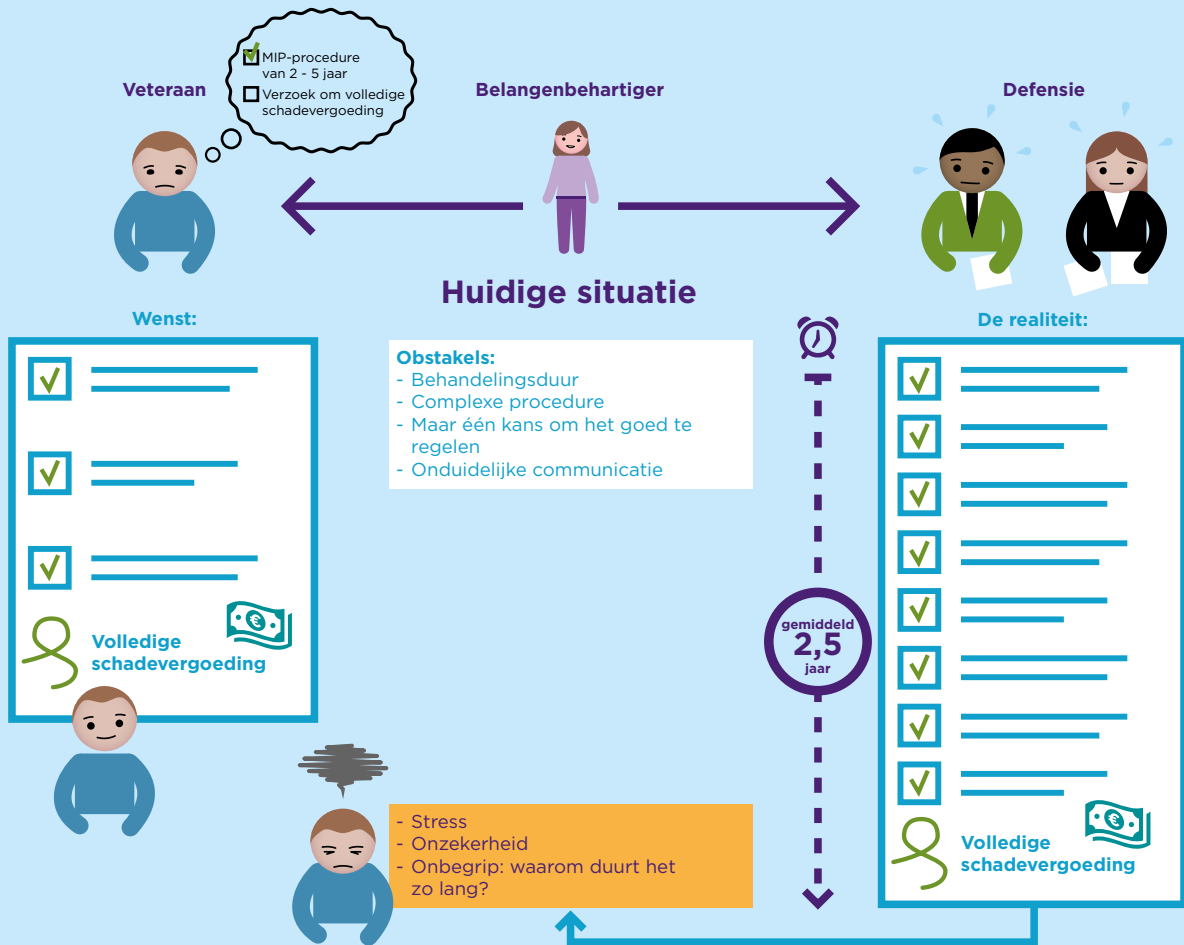 MIP-procedure
van 2 - 5 jaar
Verzoek om volledige
schadevergoeding
Veteraan
Belangenbehartiger
Defensie
Huidige situatie
Wenst:
De realiteit:
Obstakels:
- Behandelingsduur
- Complexe procedure
- Maar één kans om het goed te
regelen
- Onduidelijke communicatie
gemiddeld
2,5
jaar
Volledige
schadevergoeding
- Stress
- Onzekerheid
- Onbegrip: waarom duurt het
zo lang?
Volledige
schadevergoeding